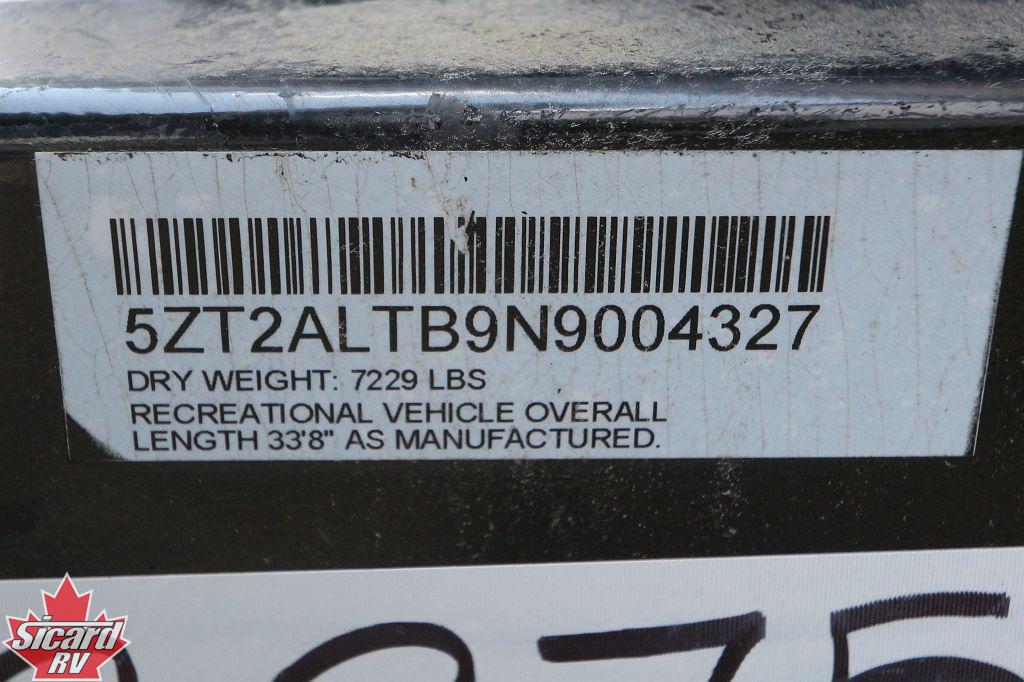 5ZT2ALTB9N9004327
DRY WEIGHT: 7229 LBS
RECREATIONAL VEHICLE OVERALL
LENGTH 33'8" AS MANUFACTURED.
Sicard
RV